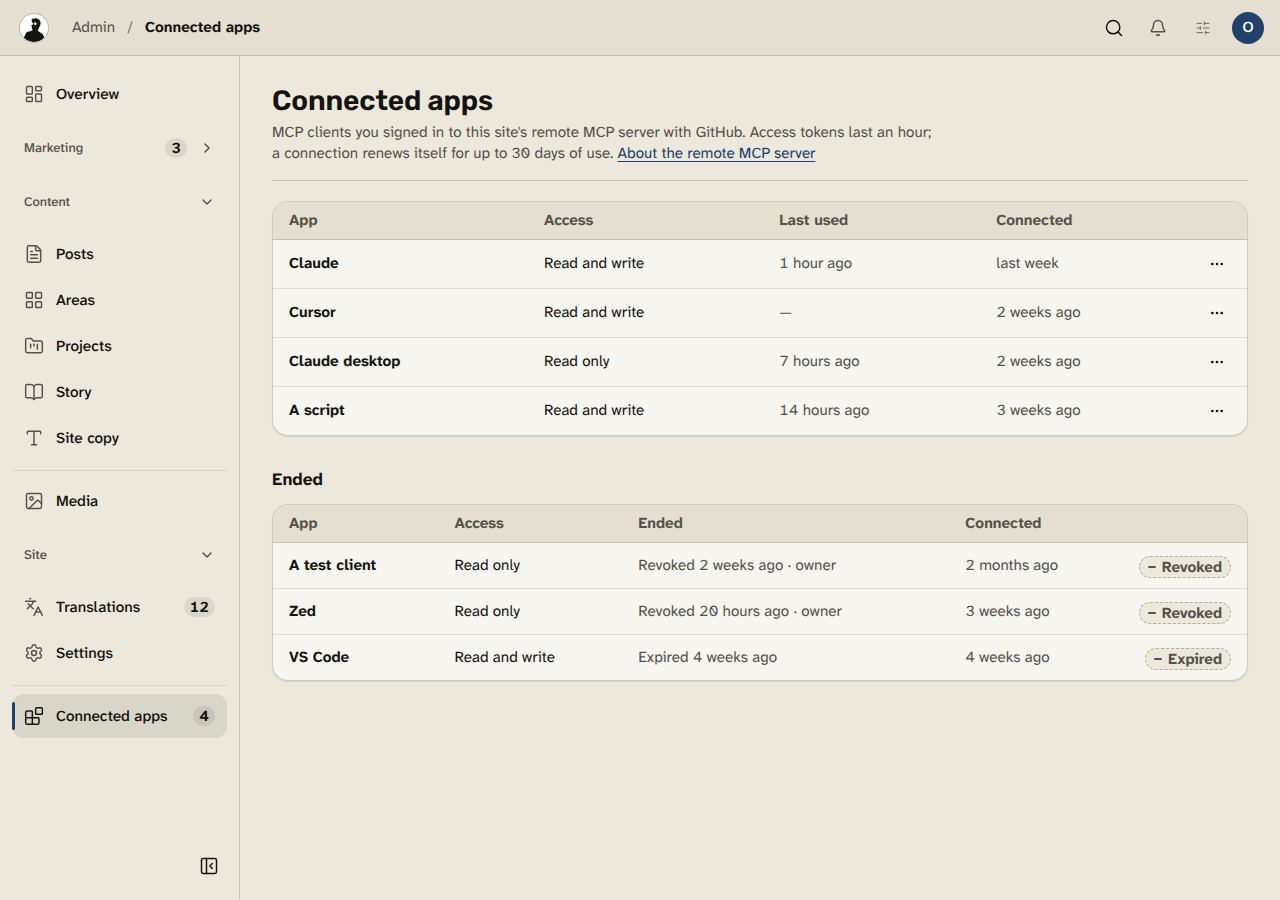 Admin / Connected apps
O
Overview
Marketing 3
Content
Posts
Areas
Projects
Story
Site copy
Media
Site
Translations 12
Settings
Connected apps 4
Connected apps
MCP clients you signed in to this site's remote MCP server with GitHub. Access tokens last an hour;
a connection renews itself for up to 30 days of use. About the remote MCP server
App Access Last used Connected
Claude Read and write 1 hour ago last week
Cursor Read and write — 2 weeks ago
Claude desktop Read only 7 hours ago 2 weeks ago
A script Read and write 14 hours ago 3 weeks ago
Ended
App Access Ended Connected
A test client Read only Revoked 2 weeks ago · owner 2 months ago – Revoked
Zed Read only Revoked 20 hours ago · owner 3 weeks ago – Revoked
VS Code Read and write Expired 4 weeks ago 4 weeks ago – Expired